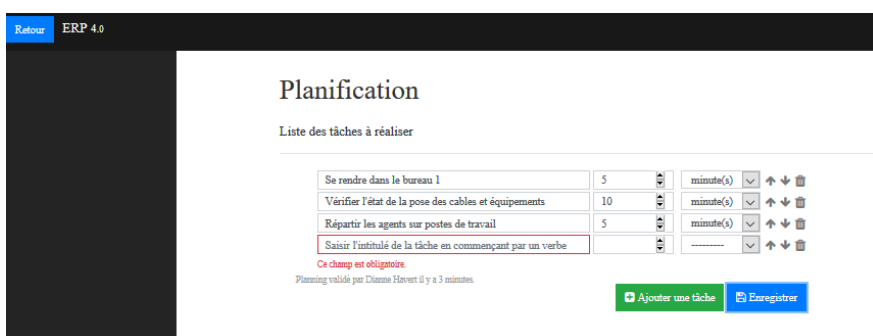 Retour ERP 4.0
Planification
Liste des tâches à réaliser
Se rendre dans le bureau 1 5 minute(s)
Vérifier l'état de la pose des cables et équipements 10 minute(s)
Répartir les agents sur postes de travail 5 minute(s)
Saisir l'intitulé de la tâche en commençant par un verbe ---------
Ce champ est obligatoire.
Planning validé par Dianne Havert il y a 3 minutes.
Ajouter une tâche Enregistrer